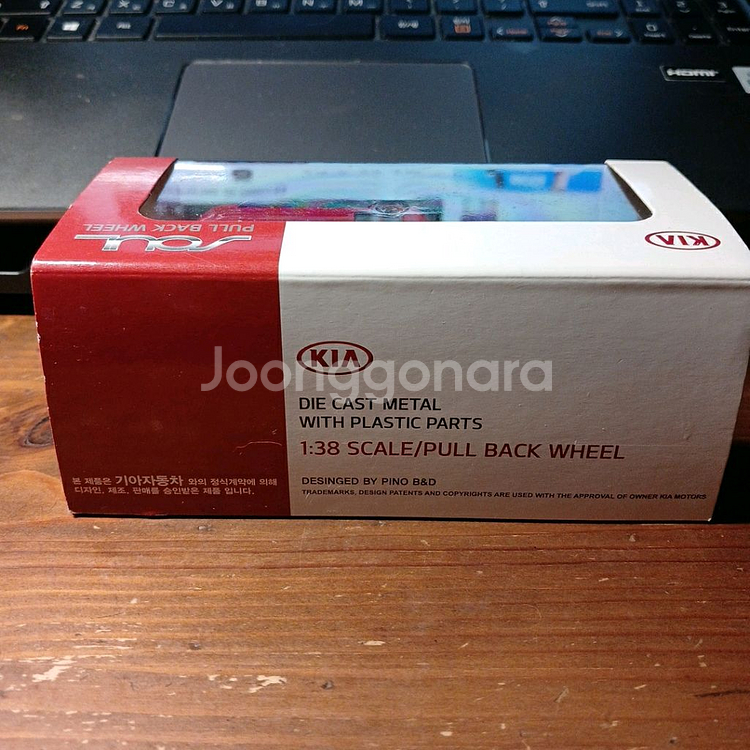 HDMI
SOUL
PULL BACK WHEEL
KIA
KIA
Joonggonara
DIE CAST METAL
WITH PLASTIC PARTS
1:38 SCALE/PULL BACK WHEEL
본 제품은 기아자동차 와의 정식계약에 의해
디자인, 제조, 판매를 승인받은 제품 입니다.
DESINGED BY PINO B&D
TRADEMARKS, DESIGN PATENTS AND COPYRIGHTS ARE USED WITH THE APPROVAL OF OWNER KIA MOTORS